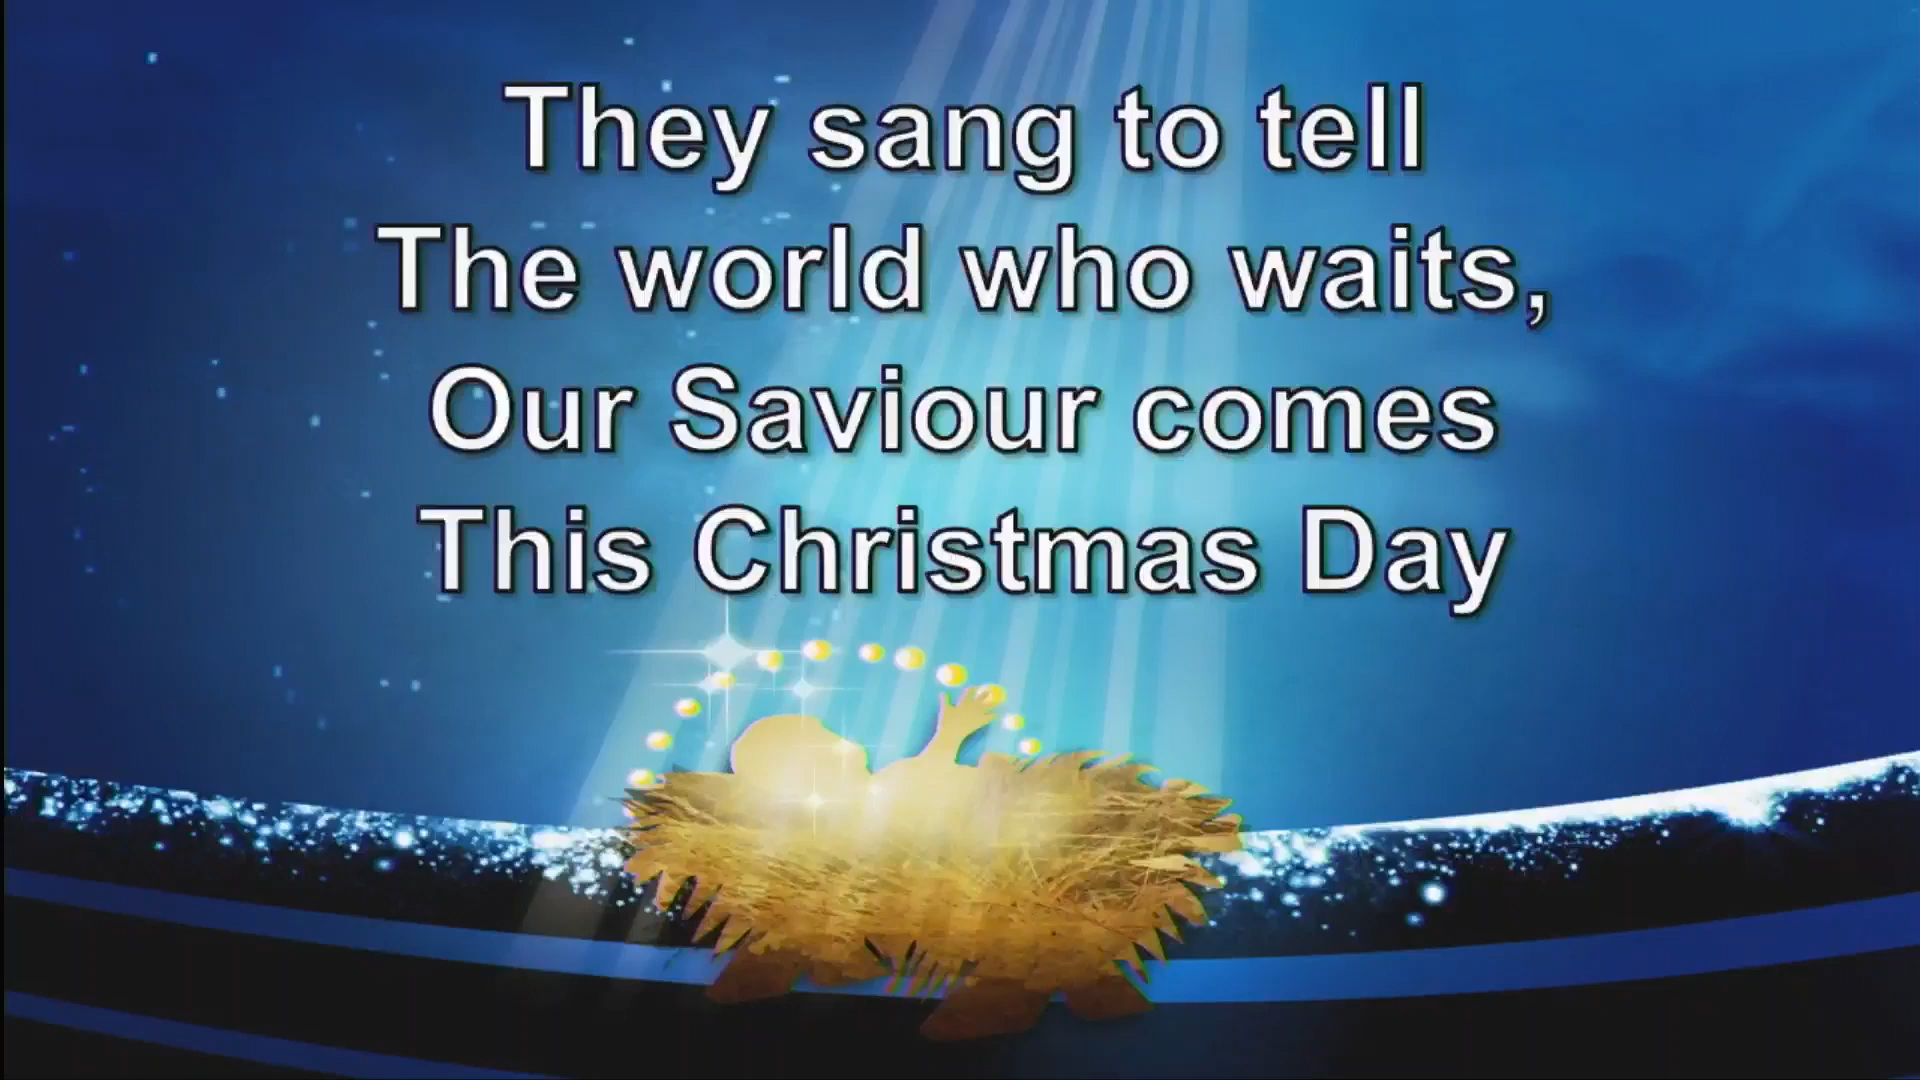 They sang to tell
The world who waits,
Our Saviour comes
This Christmas Day